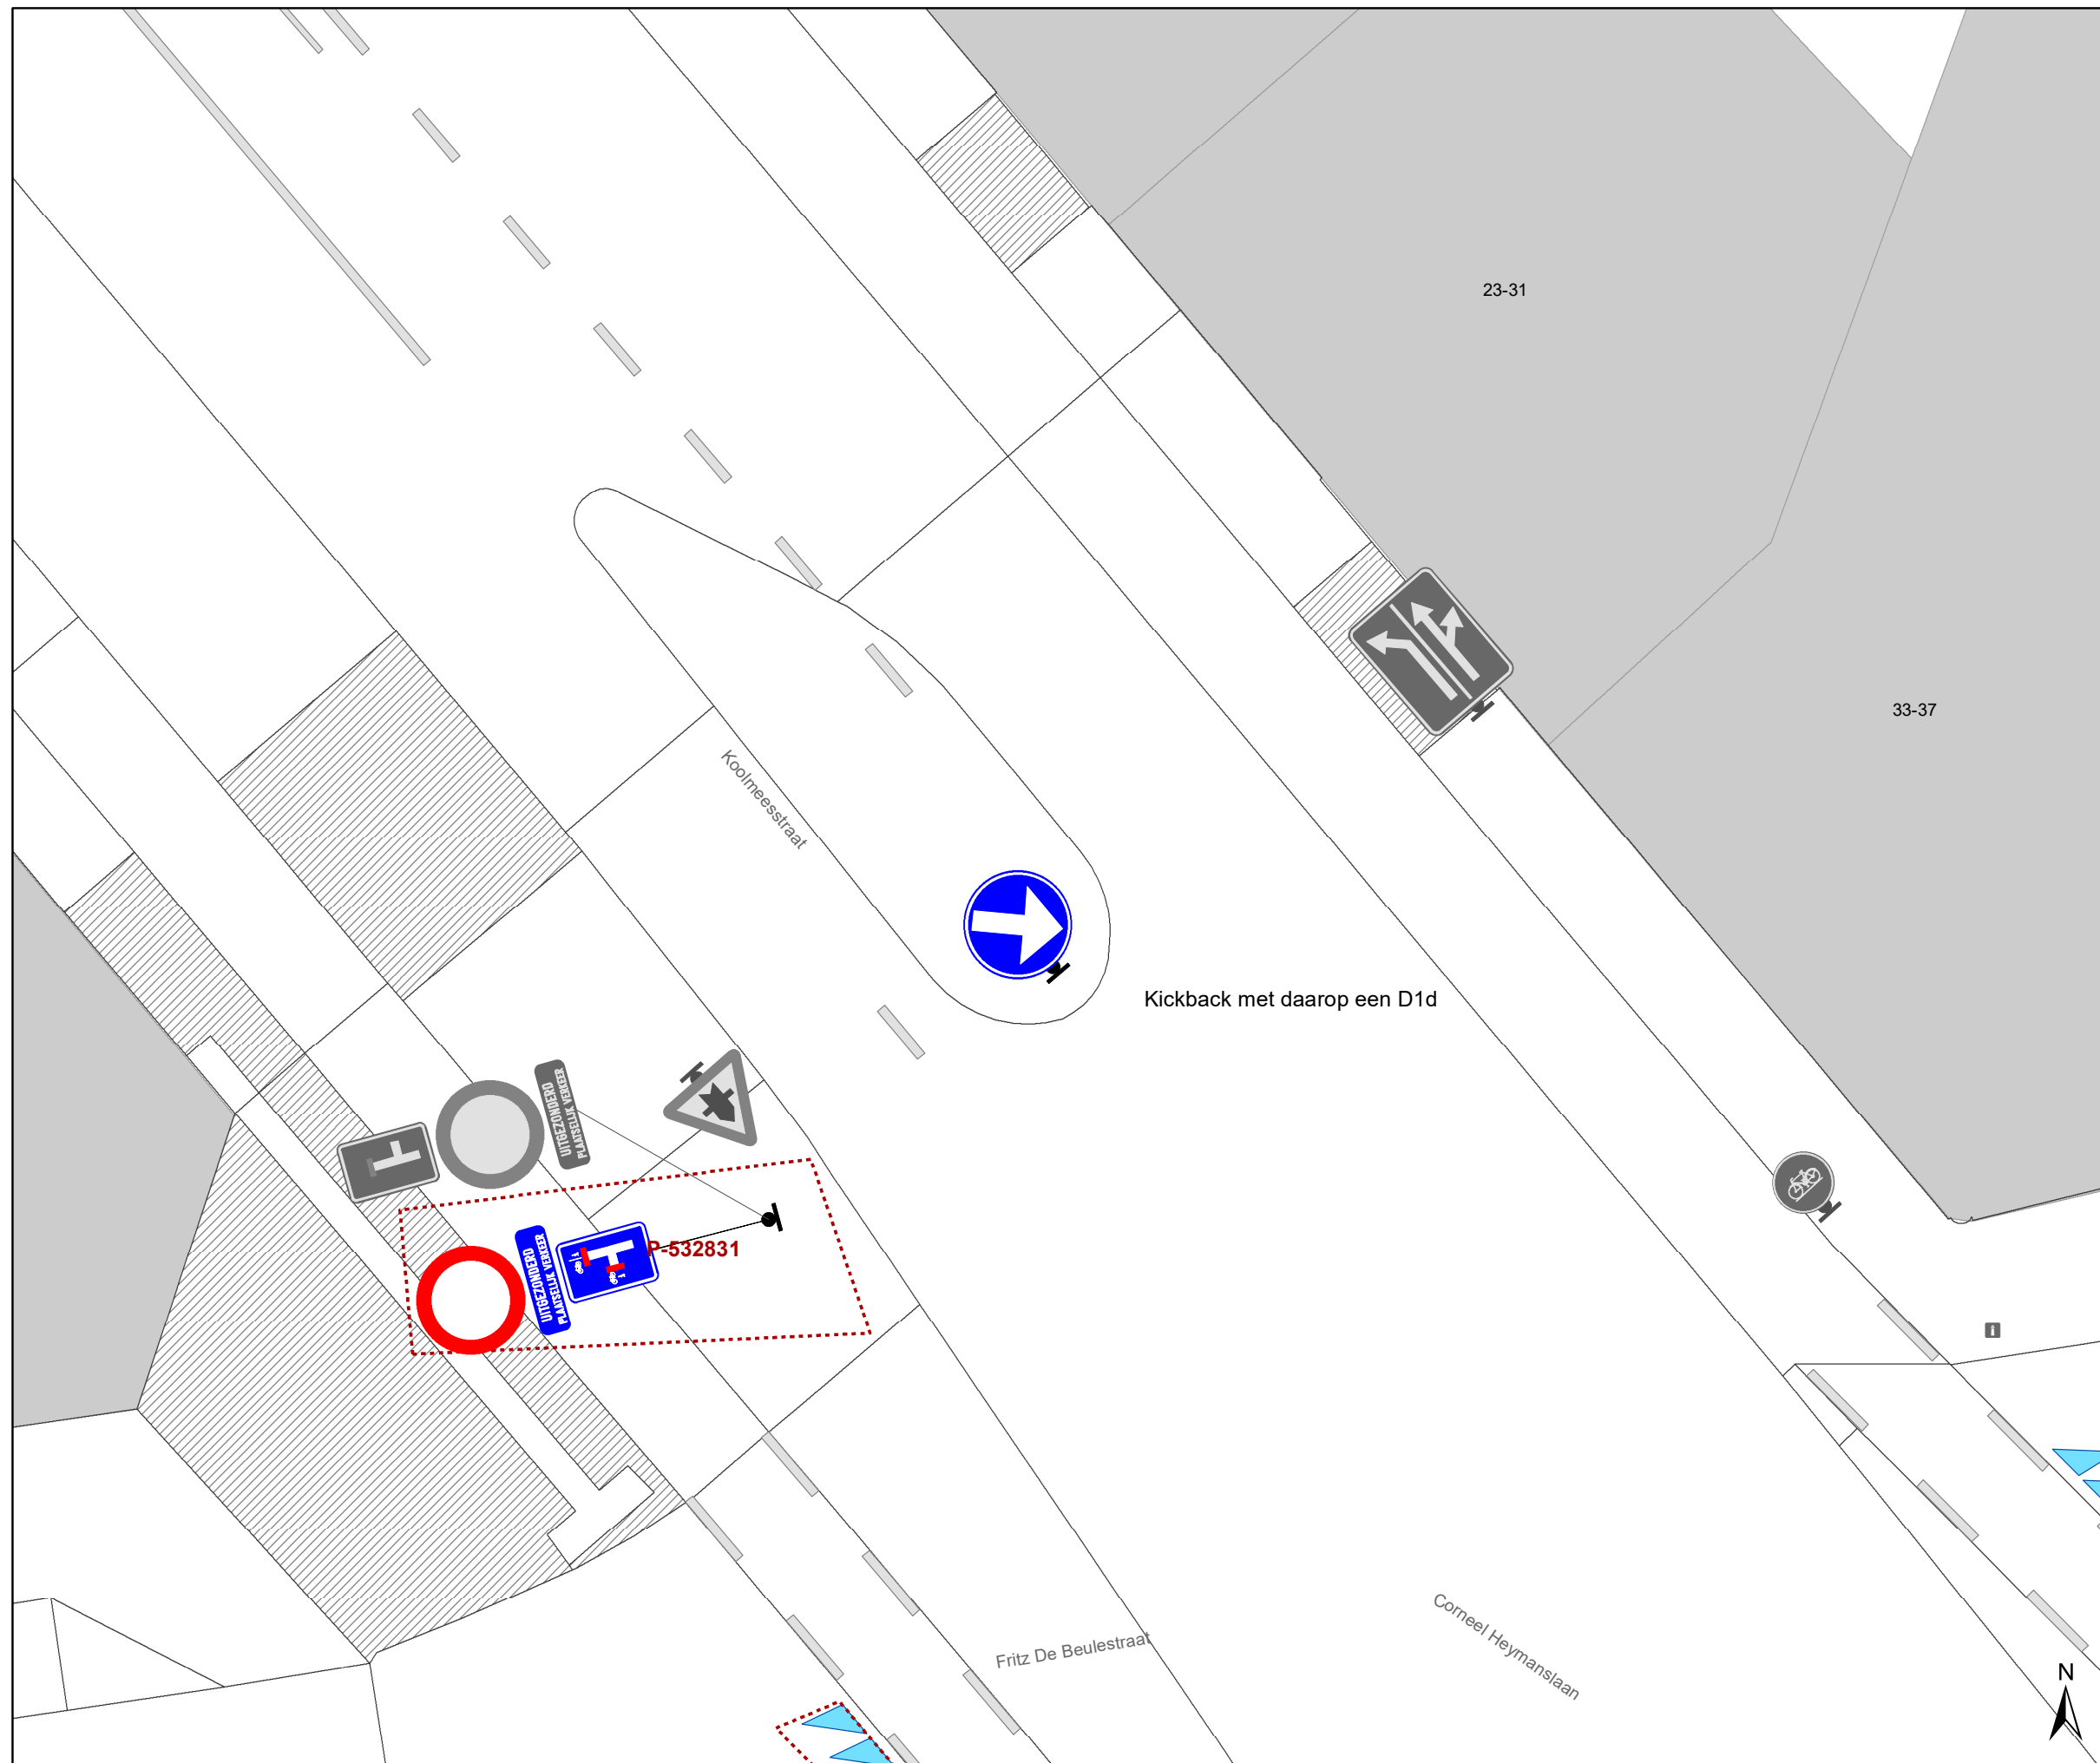 23-31
33-37
Koolmeesstraat
Kickback met daarop een D1d
UITGEZONDERD
PLAATSELIJK VERKEER
P-532831
UITGEZONDERD
PLAATSELIJK VERKEER
Fritz De Beulestraat
Corneel Heymanslaan
N